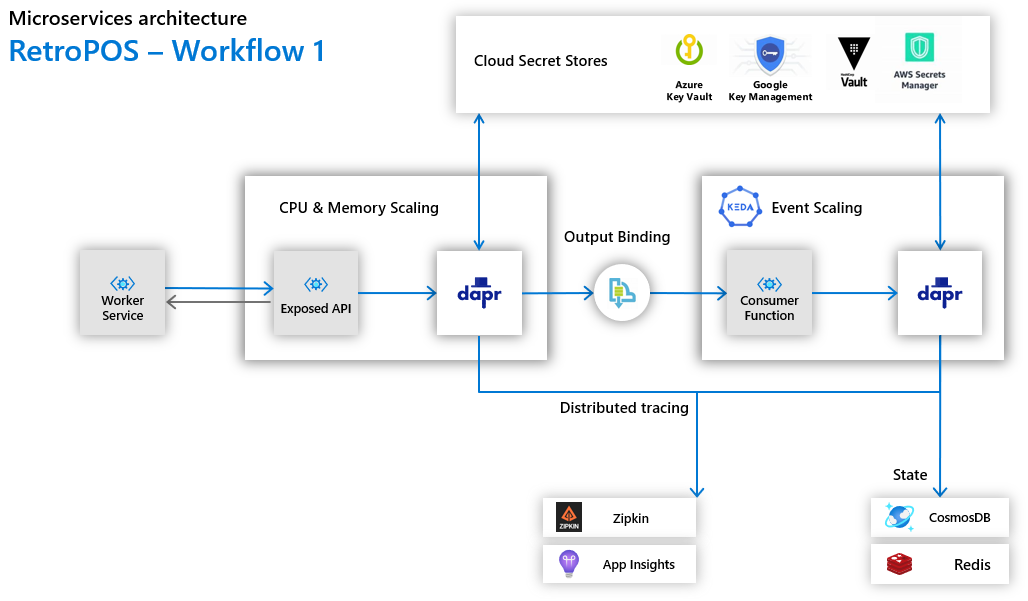 Microservices architecture
RetroPOS – Workflow 1
Cloud Secret Stores
Azure
Key Vault
Google
Key Management
HashiCorp
Vault
AWS Secrets
Manager
CPU & Memory Scaling
KEDA
Event Scaling
Output Binding
Worker
Service
Exposed API
dapr
Consumer
Function
dapr
Distributed tracing
State
ZIPKIN
Zipkin
CosmosDB
App Insights
Redis